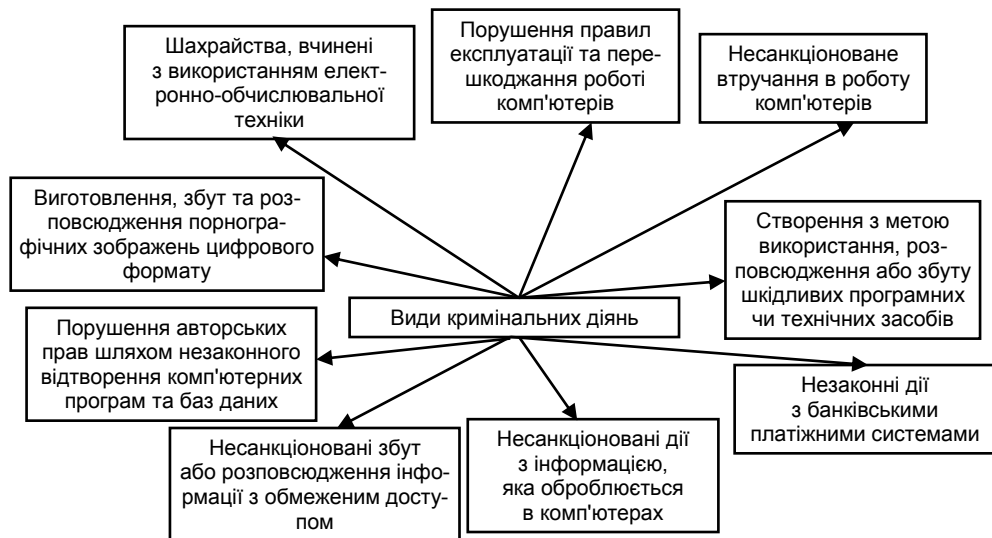 Шахрайства, вчинені
з використанням елект-
ронно-обчислювальної
техніки
Порушення правил
експлуатації та пере-
шкоджання роботі
комп'ютерів
Несанкціоноване
втручання в роботу
комп'ютерів
Виготовлення, збут та роз-
повсюдження порногра-
фічних зображень цифрового
формату
Створення з метою
використання, роз-
повсюдження або збуту
шкідливих програмних
чи технічних засобів
Види кримінальних діянь
Порушення авторських
прав шляхом незаконного
відтворення комп'ютерних
програм та баз даних
Незаконні дії
з банківськими
платіжними системами
Несанкціоновані збут
або розповсюдження інфо-
рмації з обмеженим досту-
пом
Несанкціоновані дії
з інформацією,
яка оброблюється
в комп'ютерах